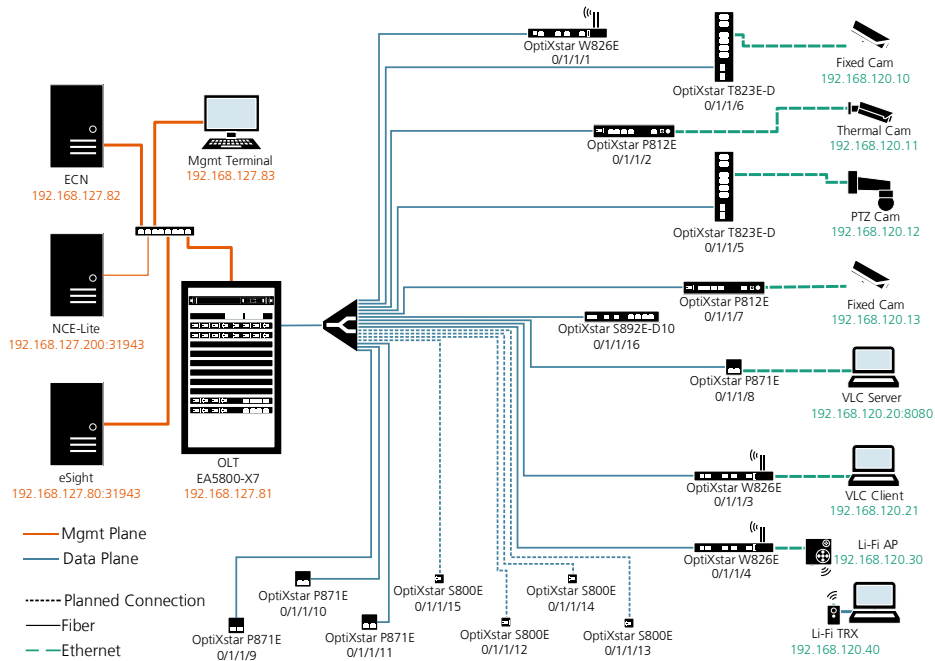 OptiXstar W826E
0/1/1/1
OptiXstar T823E-D
0/1/1/6
Fixed Cam
192.168.120.10
OptiXstar P812E
0/1/1/2
Thermal Cam
192.168.120.11
ECN
192.168.127.82
Mgmt Terminal
192.168.127.83
OptiXstar T823E-D
0/1/1/5
PTZ Cam
192.168.120.12
NCE-Lite
192.168.127.200:31943
OptiXstar P812E
0/1/1/7
Fixed Cam
192.168.120.13
OptiXstar S892E-D10
0/1/1/16
OptiXstar P871E
0/1/1/8
VLC Server
192.168.120.20:8080
eSight
192.168.127.80:31943
OLT
EA5800-X7
192.168.127.81
OptiXstar W826E
0/1/1/3
VLC Client
192.168.120.21
Mgmt Plane
Data Plane
Planned Connection
Fiber
Ethernet
OptiXstar W826E
0/1/1/4
Li-Fi AP
192.168.120.30
OptiXstar P871E
0/1/1/10
OptiXstar S800E
0/1/1/15
OptiXstar S800E
0/1/1/14
OptiXstar P871E
0/1/1/9
OptiXstar P871E
0/1/1/11
OptiXstar S800E
0/1/1/12
OptiXstar S800E
0/1/1/13
Li-Fi TRX
192.168.120.40